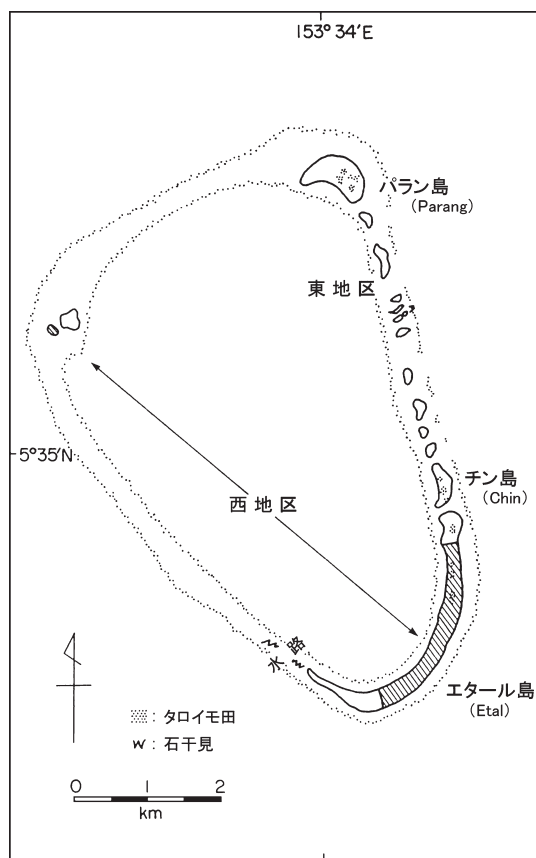 153° 34′E
パラン島
(Parang)
東地区
5°35′N
チン島
(Chin)
西地区
水路
エタール島
(Etal)
: タロイモ田
: 石干見
0 1 2
km